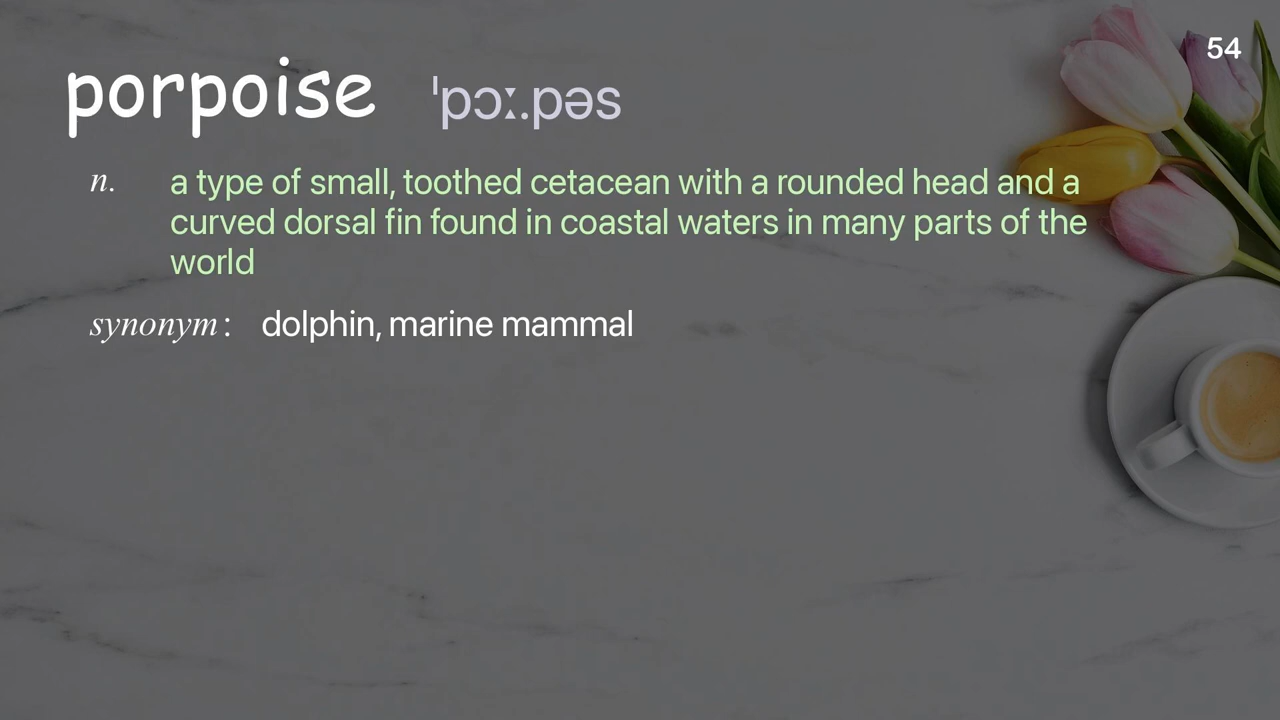 54
porpoise ˈpɔː.pəs
n. a type of small, toothed cetacean with a rounded head and a
curved dorsal fin found in coastal waters in many parts of the
world
synonym: dolphin, marine mammal